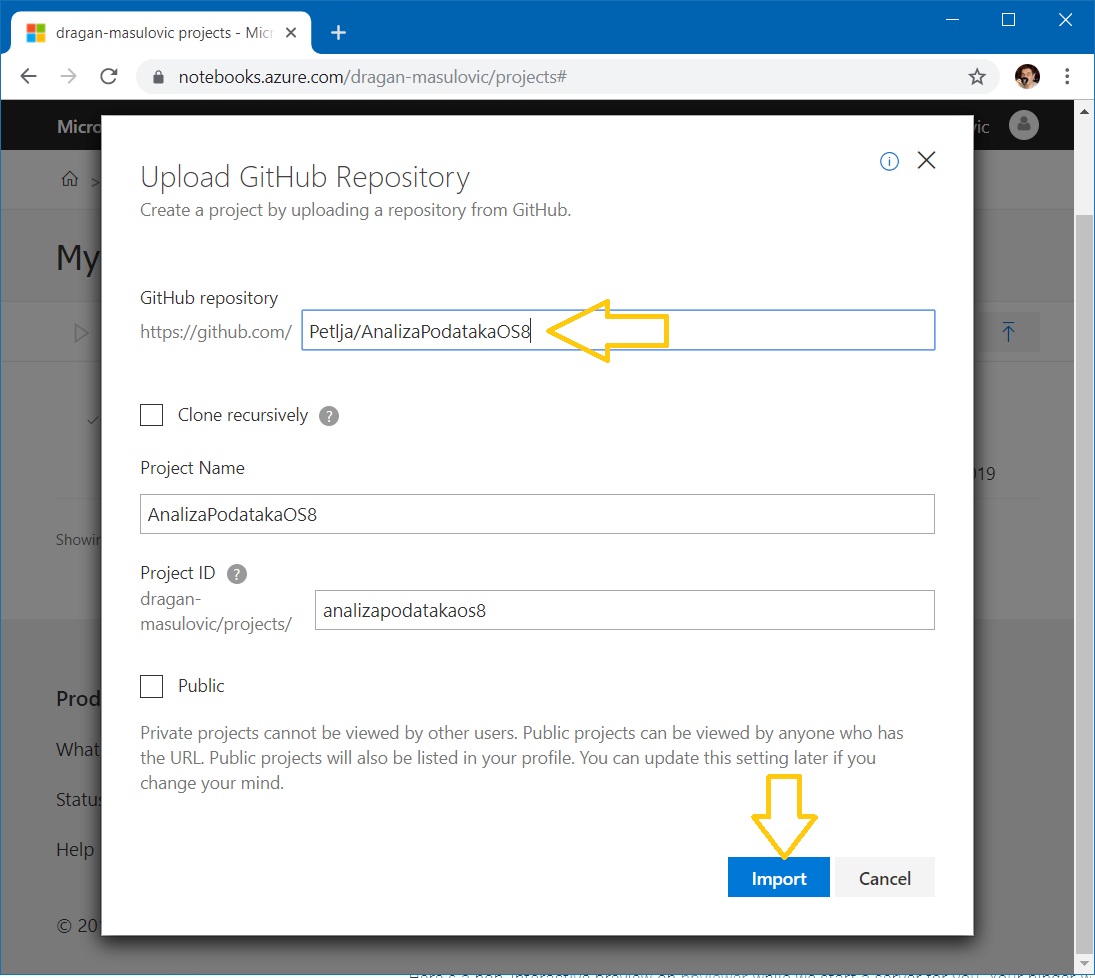 dragan-masulovic projects - Micr
notebooks.azure.com/dragan-masulovic/projects#
Micro
vic
>
My
Upload GitHub Repository
Create a project by uploading a repository from GitHub.
GitHub repository
https://github.com/ Petlja/AnalizaPodatakaOS8
Clone recursively ?
Project Name
AnalizaPodatakaOS8
019
Showin
Project ID ?
dragan-
masulovic/projects/
analizapodatakaos8
Public
Prod
What
Status
Help
© 201
Private projects cannot be viewed by other users. Public projects can be viewed by anyone who has
the URL. Public projects will also be listed in your profile. You can update this setting later if you
change your mind.
Import Cancel